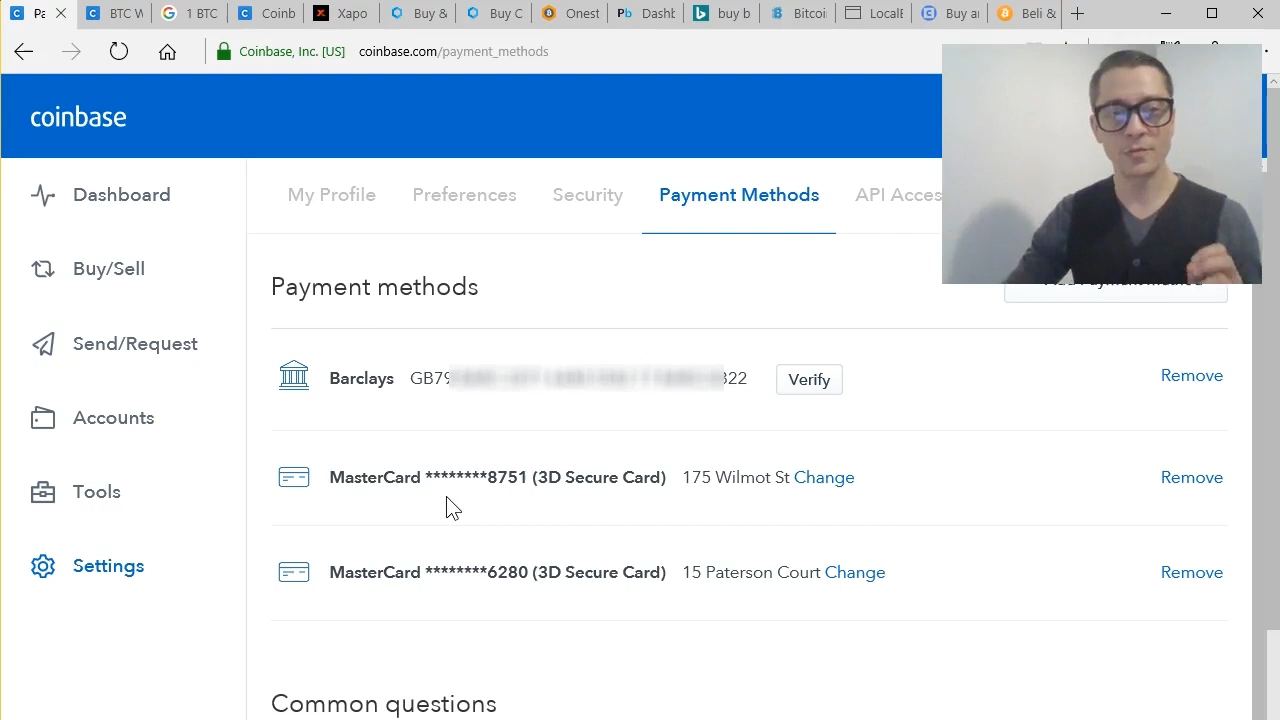 Pa BTC W 1 BTC Coinb Xapo Buy & Buy C Onest Dashb buy b Bitcoi LocalE Buy a Beli &
Coinbase, Inc. [US] coinbase.com/payment_methods
coinbase
Dashboard
Buy/Sell
Send/Request
Accounts
Tools
Settings
My Profile Preferences Security Payment Methods API Acces
Payment methods
Barclays GB79 322 Verify Remove
MasterCard ********8751 (3D Secure Card) 175 Wilmot St Change Remove
MasterCard ********6280 (3D Secure Card) 15 Paterson Court Change Remove
Common questions